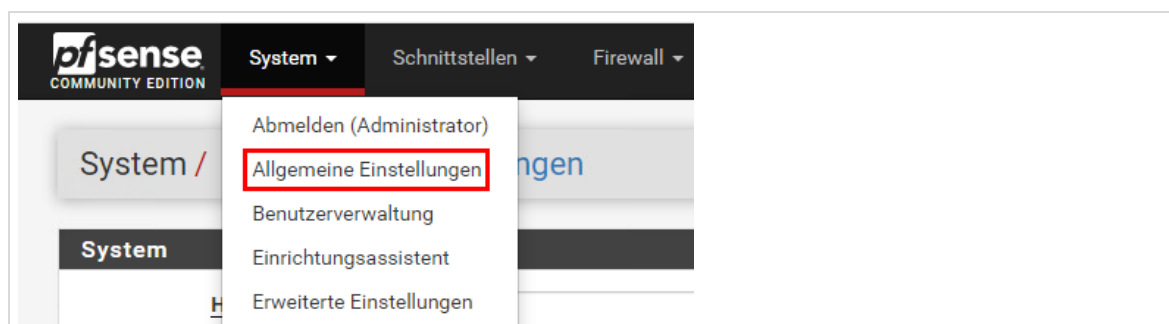 pfsense
COMMUNITY EDITION
System
Schnittstellen
Firewall
Abmelden (Administrator)
System /
Allgemeine Einstellungen
ngen
Benutzerverwaltung
System
Einrichtungsassistent
H
Erweiterte Einstellungen